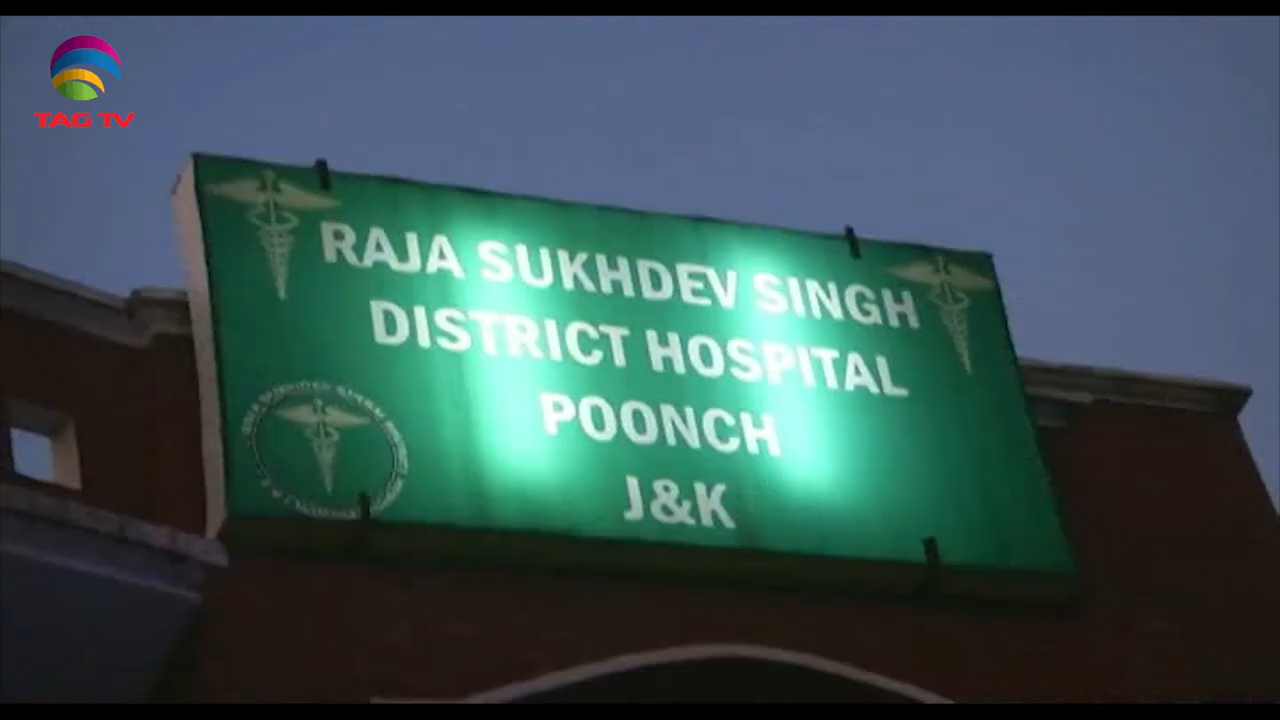 TAG TV
RAJA SUKHDEV SINGH
DISTRICT HOSPITAL
POONCH
J&K